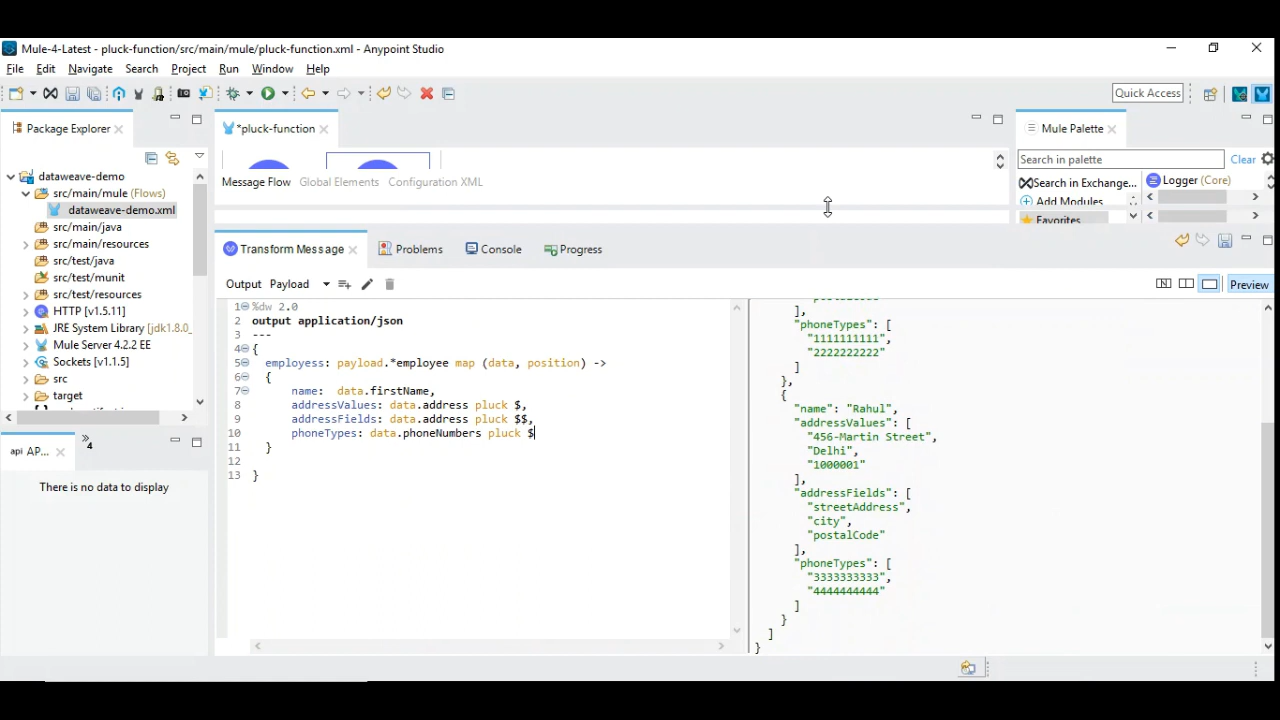 Mule-4-Latest - pluck-function/src/main/mule/pluck-function.xml - Anypoint Studio
File Edit Navigate Search Project Run Window Help
Quick Access
Package Explorer
*pluck-function
Mule Palette
Search in palette
Clear
dataweave-demo
src/main/mule (Flows)
dataweave-demo.xml
src/main/java
src/main/resources
src/test/java
src/test/munit
src/test/resources
HTTP [v1.5.11]
JRE System Library [jdk1.8.0_
Mule Server 4.2.2 EE
Sockets [v1.1.5]
src
target
Message Flow Global Elements Configuration XML
Search in Exchange...
Add Modules
Favorites
Logger (Core)
Transform Message
Problems
Console
Progress
Output Payload
Preview
1 %dw 2.0
2 output application/json
3 ---
4 {
5 employess: payload.*employee map (data, position) ->
6 {
7 name:  data.firstName,
8 addressValues: data.address pluck $,
9 addressFields: data.address pluck $$,
10 phoneTypes: data.phoneNumbers pluck $
11 }
12
13 }
],
"phoneTypes": [
"1111111111",
"2222222222"
]
},
{
"name": "Rahul",
"addressValues": [
"456-Martin Street",
"Delhi",
"1000001"
],
"addressFields": [
"streetAddress",
"city",
"postalCode"
],
"phoneTypes": [
"3333333333",
"4444444444"
]
}
]
}
api AP...
4
There is no data to display